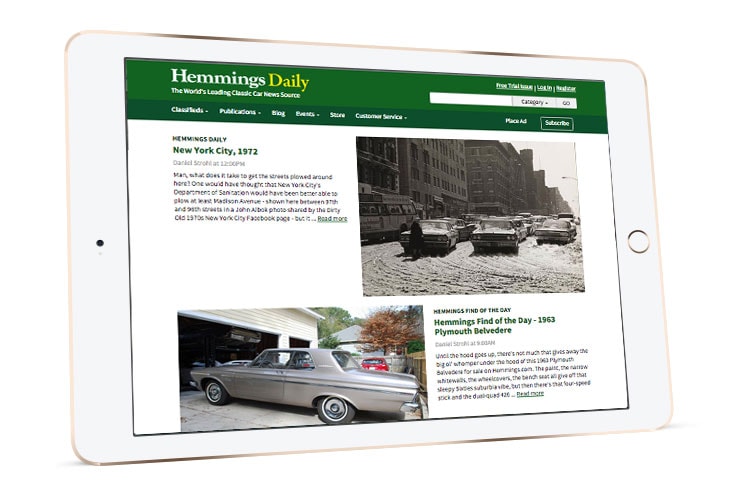 Hemmings Daily
The World's Leading Classic Car News Source
Free Trial Issue | Log In | Register
Category
GO
Classifieds Publications Blog Events Store Customer Service
Place Ad Subscribe
HEMMINGS DAILY
New York City, 1972
Daniel Strohl at 12:00PM
Man, what does it take to get the streets plowed around
here? One would have thought that New York City's
Department of Sanitation would have been better able to
plow at least Madison Avenue - shown here between 97th
and 96th streets in a John Albok photo shared by the Dirty
Old 1970s New York City Facebook page - but it ... Read more
HEMMINGS FIND OF THE DAY
Hemmings Find of the Day - 1963
Plymouth Belvedere
Daniel Strohl at 9:00AM
Until the hood goes up, there's not much that gives away the
big ol' whomper under the hood of this 1963 Plymouth
Belvedere for sale on Hemmings.com. The paint, the narrow
whitewalls, the wheelcovers, the bench seat all give off that
sleepy Sixties suburbia vibe, but then there's that four-speed
stick and the dual-quad 426 ... Read more